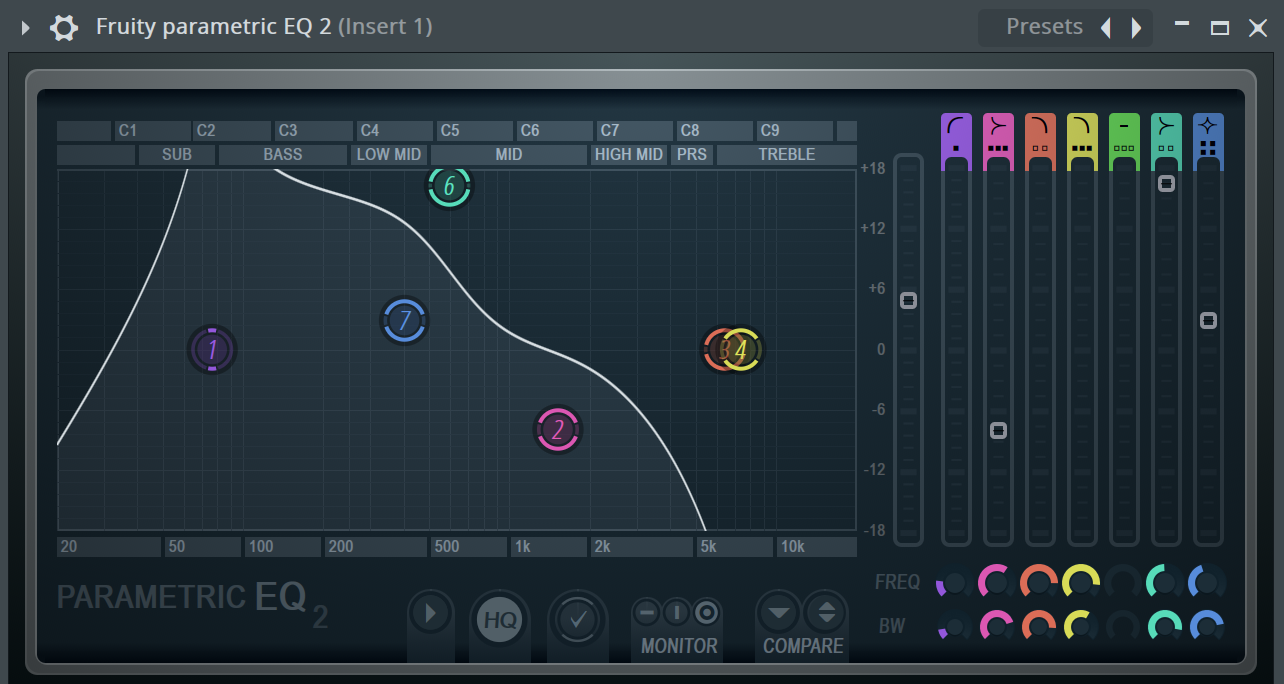 Fruity parametric EQ 2 (Insert 1)
Presets
C1 C2 C3 C4 C5 C6 C7 C8 C9
SUB BASS LOW MID MID HIGH MID PRS TREBLE
+18
+12
+6
0
-6
-12
-18
6
7
1
3 4
2
20 50 100 200 500 1k 2k 5k 10k
PARAMETRIC EQ 2
HQ
MONITOR
COMPARE
FREQ
BW